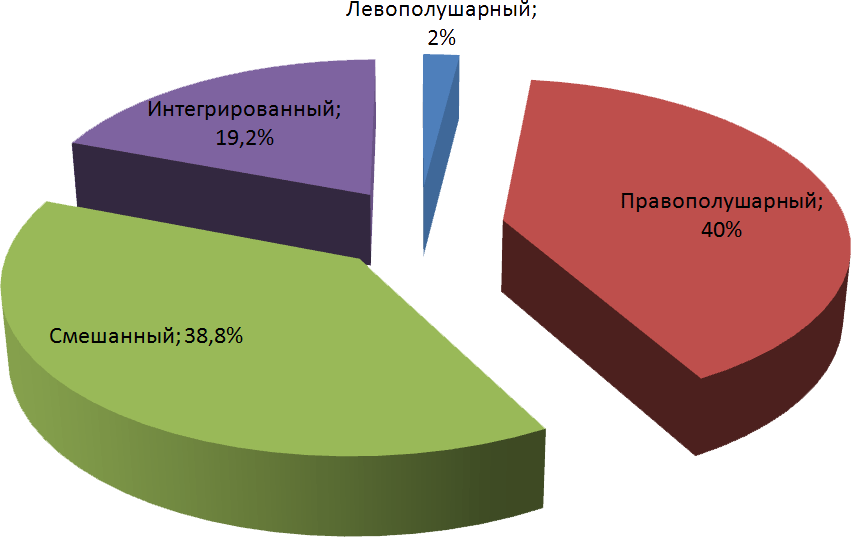 Левополушарный;
2%
Интегрированный;
19,2%
Правополушарный;
40%
Смешанный; 38,8%